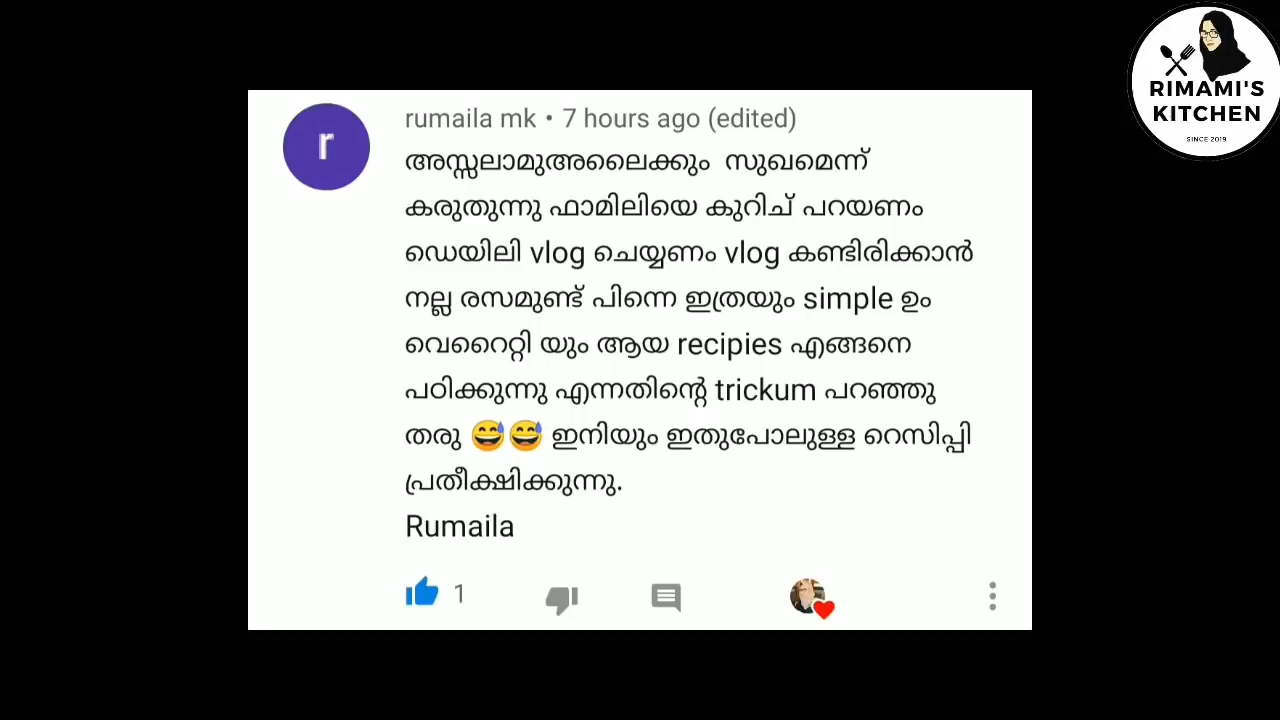 RIMAMI'S
KITCHEN
SINCE 2019
r
rumaila mk • 7 hours ago (edited)
അസ്സലാമുഅലൈക്കും സുഖമെന്ന്
കരുതുന്നു ഫാമിലിയെ കുറിച് പറയണം
ഡെയിലി vlog ചെയ്യണം vlog കണ്ടിരിക്കാൻ
നല്ല രസമുണ്ട് പിന്നെ ഇത്രയും simple ഉം
വെറൈറ്റി യും ആയ recipies എങ്ങനെ
പഠിക്കുന്നു എന്നതിന്റെ trickum പറഞ്ഞു
തരു 😅😅 ഇനിയും ഇതുപോലുള്ള റെസിപ്പി
പ്രതീക്ഷിക്കുന്നു.
Rumaila
1